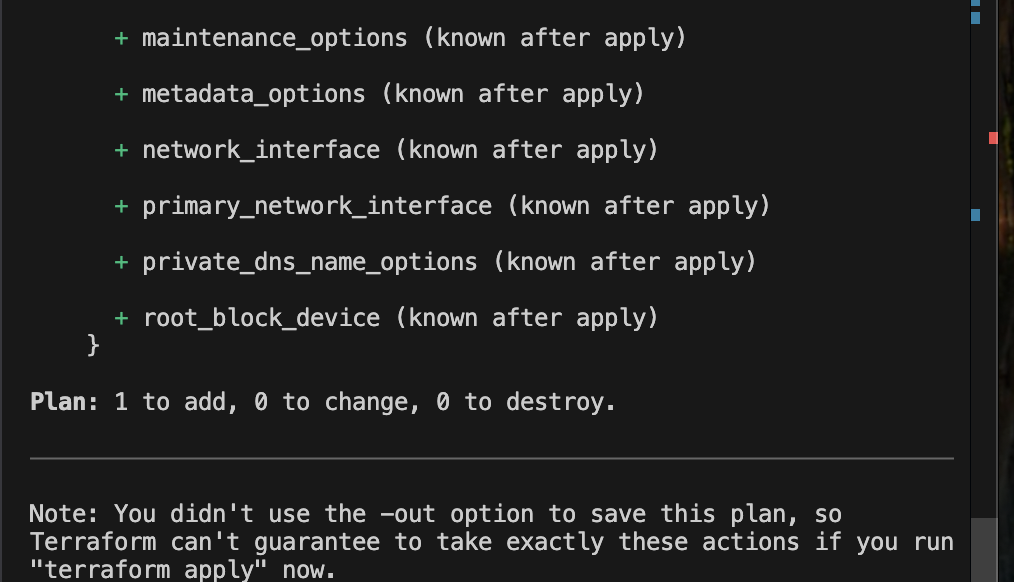 + maintenance_options (known after apply)
+ metadata_options (known after apply)
+ network_interface (known after apply)
+ primary_network_interface (known after apply)
+ private_dns_name_options (known after apply)
+ root_block_device (known after apply)
}
Plan: 1 to add, 0 to change, 0 to destroy.
Note: You didn't use the -out option to save this plan, so
Terraform can't guarantee to take exactly these actions if you run
"terraform apply" now.